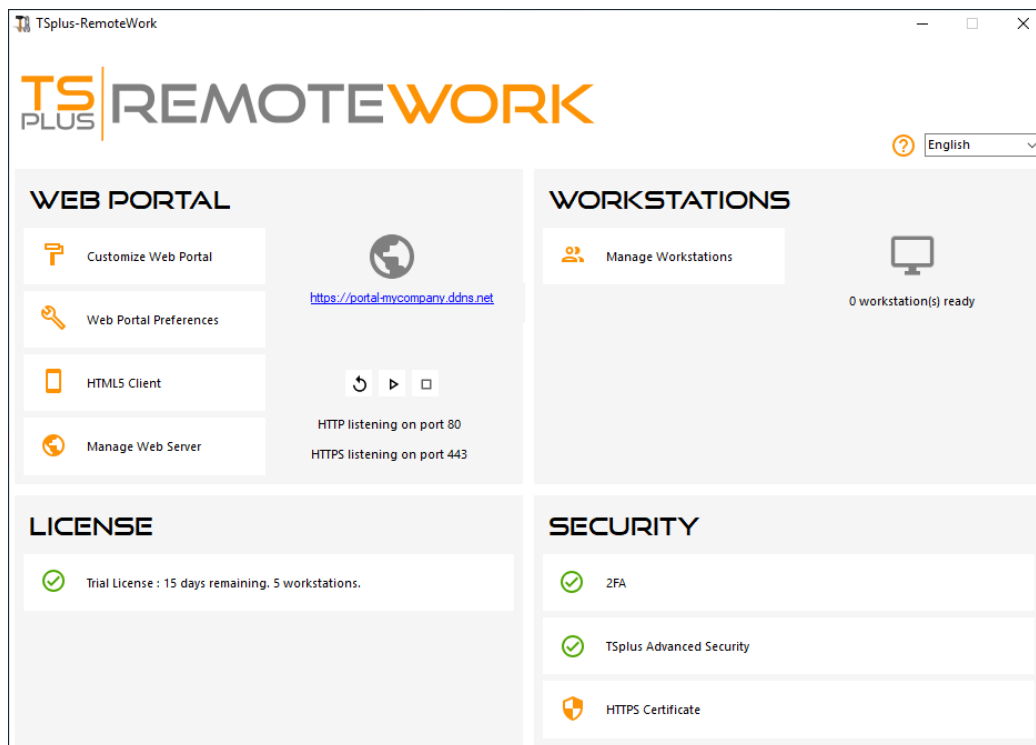 TSplus-RemoteWork
TS PLUS REMOTEWORK
English
WEB PORTAL
Customize Web Portal
https://portal-mycompany.ddns.net
Web Portal Preferences
HTML5 Client
Manage Web Server
HTTP listening on port 80
HTTPS listening on port 443
WORKSTATIONS
Manage Workstations
0 workstation(s) ready
LICENSE
Trial License : 15 days remaining. 5 workstations.
SECURITY
2FA
TSplus Advanced Security
HTTPS Certificate